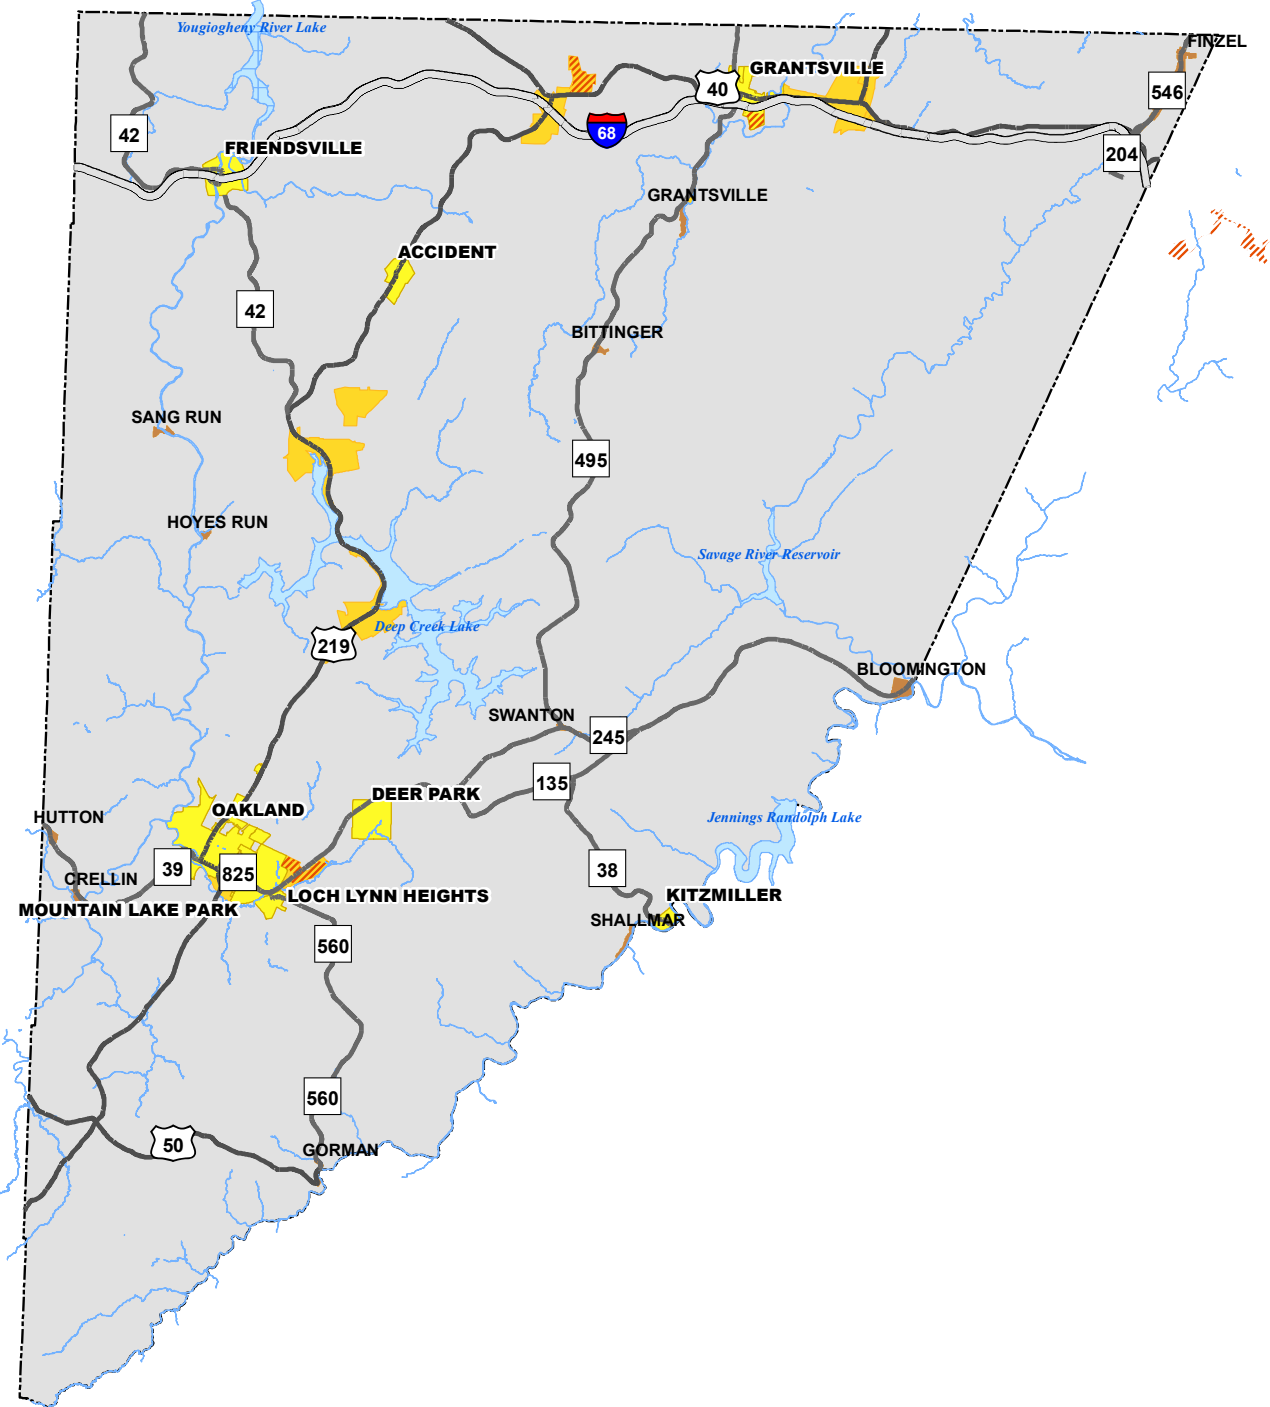 Yougiogheny River Lake
FINZEL
GRANTSVILLE
40
546
42
68
FRIENDSVILLE
204
GRANTSVILLE
ACCIDENT
42
BITTINGER
SANG RUN
495
HOYES RUN
Savage River Reservoir
Deep Creek Lake
219
BLOOMINGTON
SWANTON
245
135
DEER PARK
OAKLAND
HUTTON
Jennings Randolph Lake
39
825
38
CRELLIN
LOCH LYNN HEIGHTS
KITZMILLER
MOUNTAIN LAKE PARK
SHALLMAR
560
560
50
GORMAN